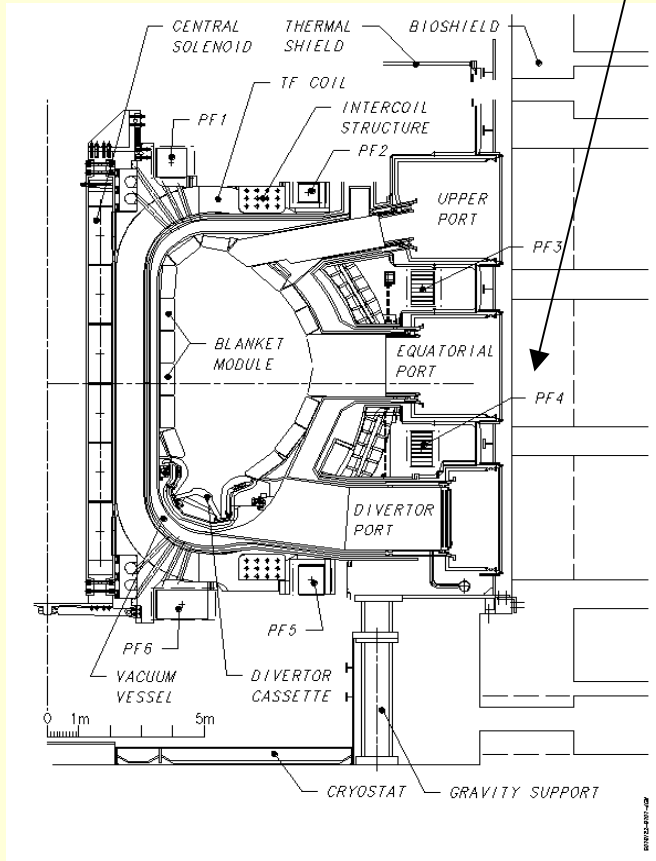 CENTRAL
SOLENOID
THERMAL
SHIELD
BIOSHIELD
TF COIL
PF1
INTERCOIL
STRUCTURE
PF2
UPPER
PORT
PF3
BLANKET
MODULE
EQUATORIAL
PORT
PF4
DIVERTOR
PORT
PF6
PF5
VACUUM
VESSEL
DIVERTOR
CASSETTE
0 1m 5m
CRYOSTAT
GRAVITY SUPPORT